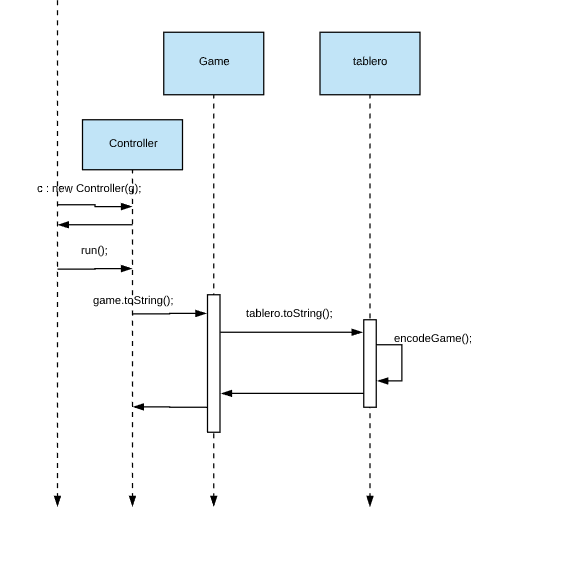 Game
tablero
Controller
c : new Controller(g);
run();
game.toString();
tablero.toString();
encodeGame();